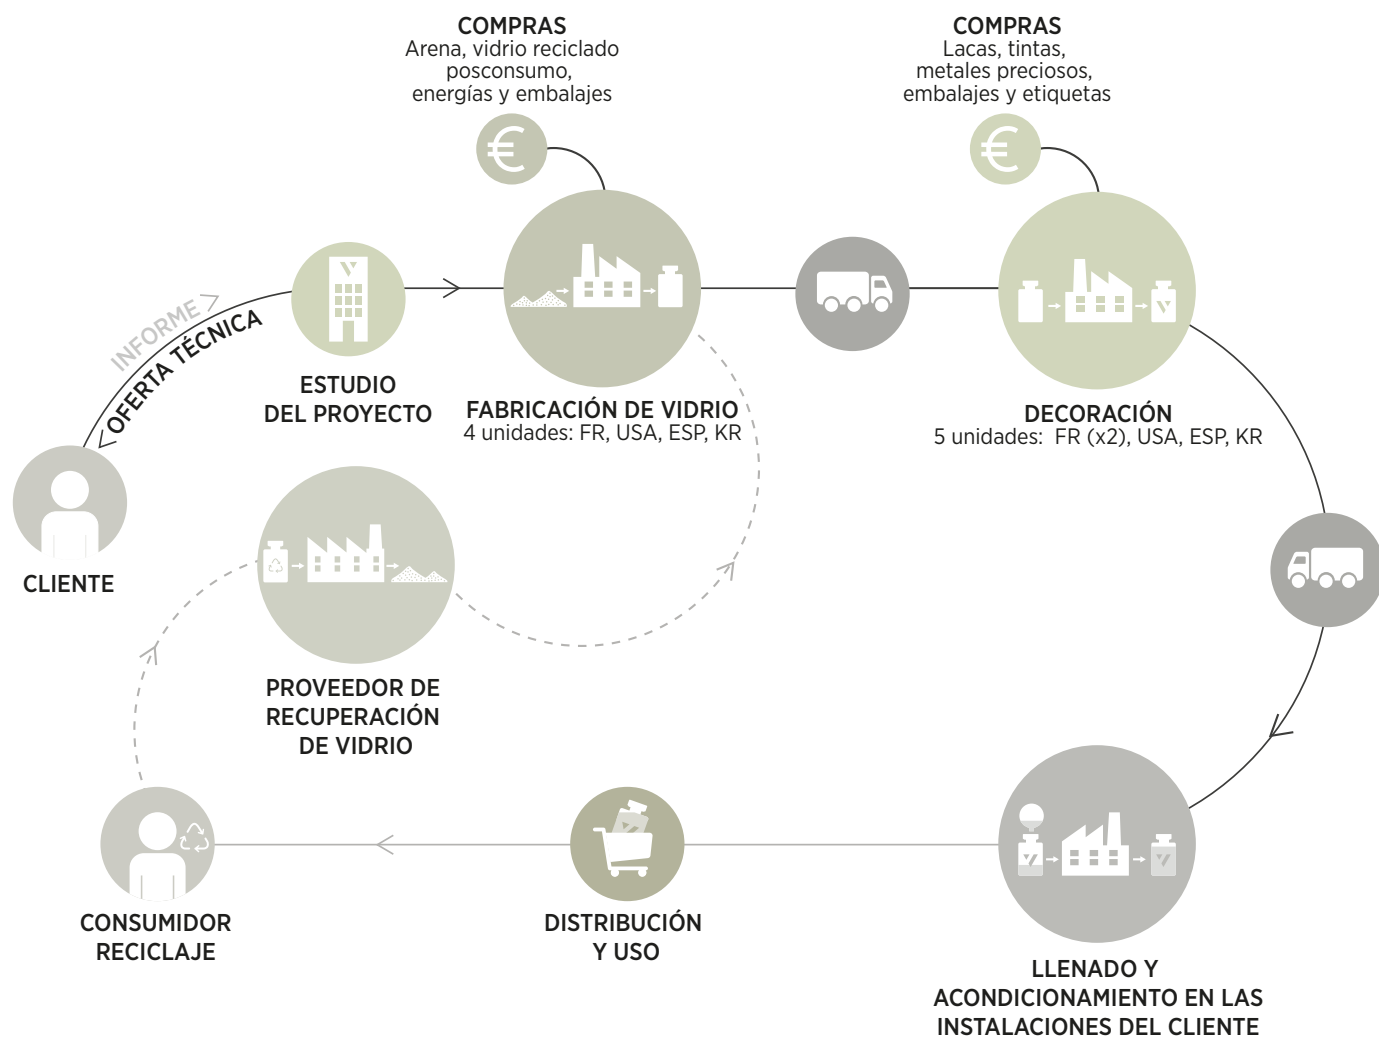 COMPRAS
Arena, vidrio reciclado
posconsumo,
energías y embalajes
COMPRAS
Lacas, tintas,
metales preciosos,
embalajes y etiquetas
INFORME
OFERTA TÉCNICA
ESTUDIO
DEL PROYECTO
FABRICACIÓN DE VIDRIO
4 unidades: FR, USA, ESP, KR
DECORACIÓN
5 unidades: FR (x2), USA, ESP, KR
CLIENTE
PROVEEDOR DE
RECUPERACIÓN
DE VIDRIO
CONSUMIDOR
RECICLAJE
DISTRIBUCIÓN
Y USO
LLENADO Y
ACONDICIONAMIENTO EN LAS
INSTALACIONES DEL CLIENTE